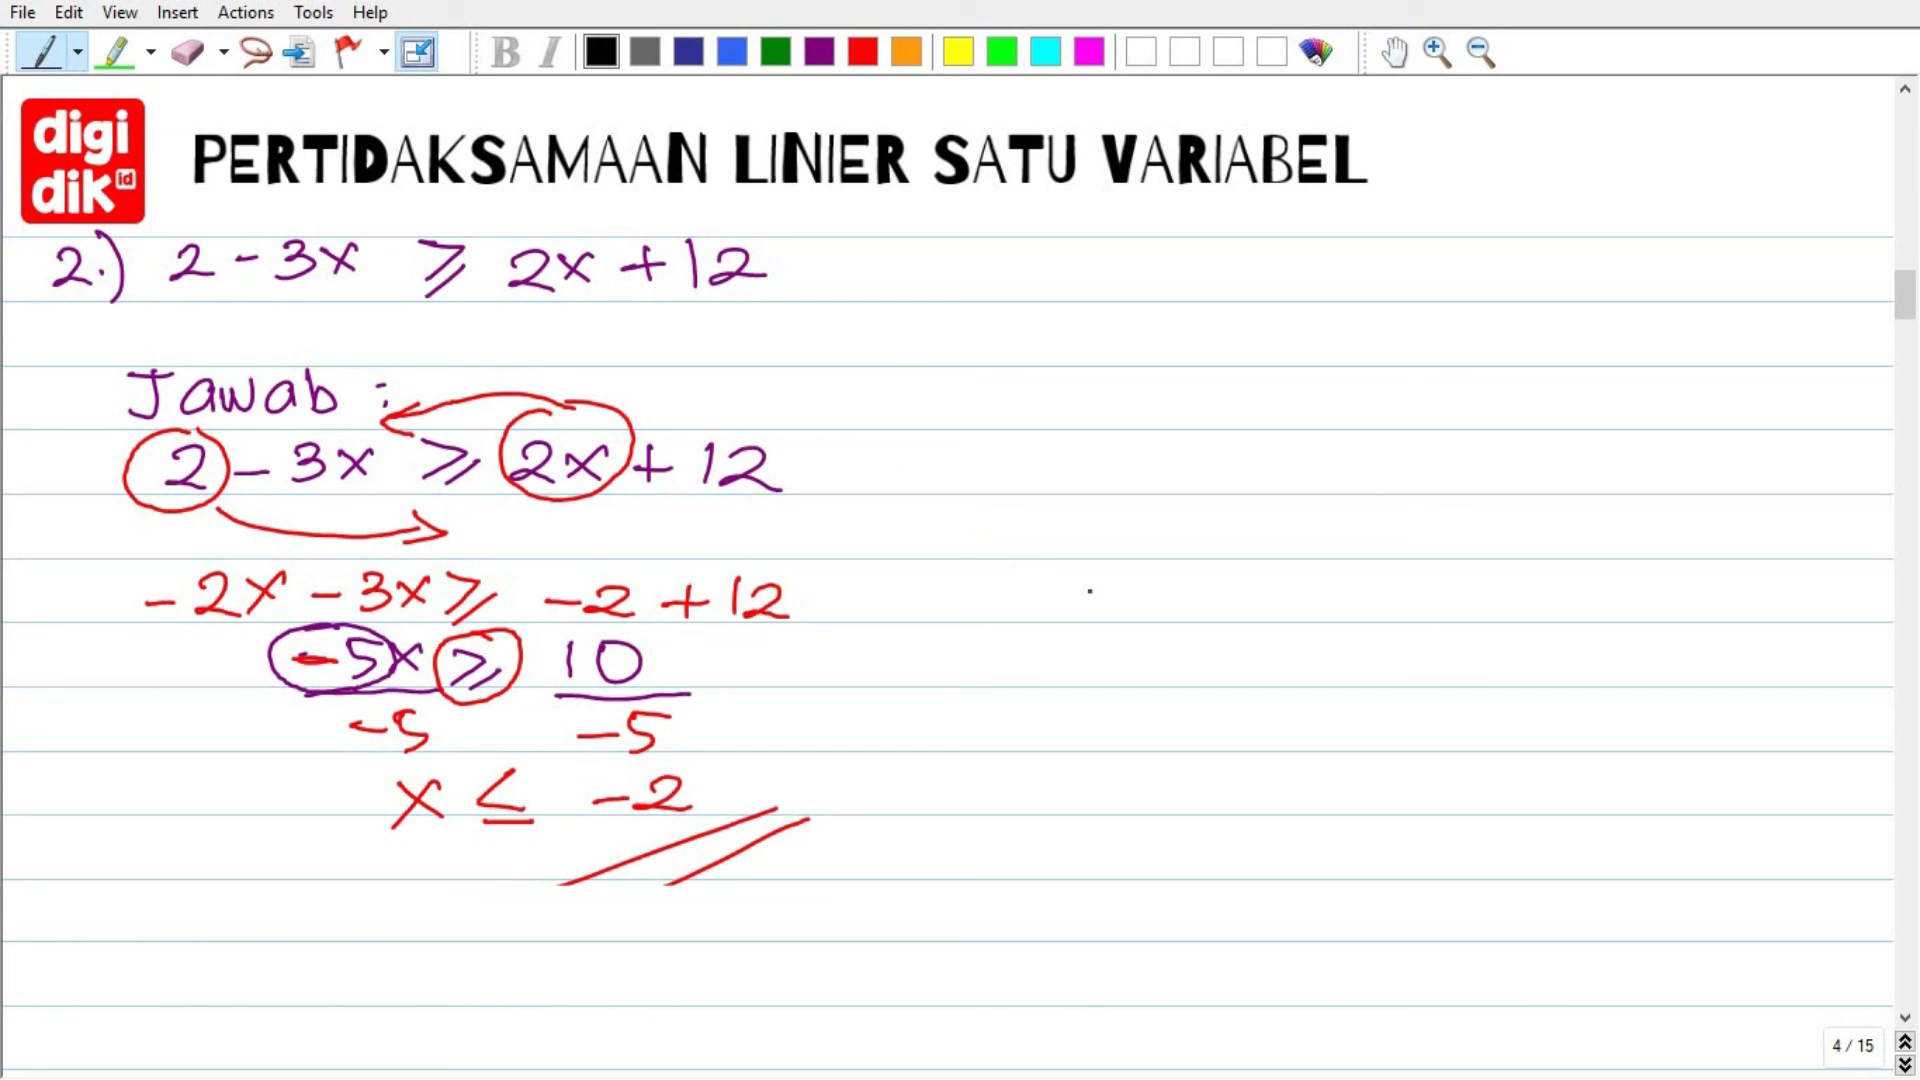 File Edit View Insert Actions Tools Help
B I
digi dik id
PERTIDAKSAMAAN LINIER SATU VARIABEL
2.) 2 - 3x ≥ 2x + 12
Jawab :
2 - 3x ≥ 2x + 12
-2x - 3x ≥ -2 + 12
-5x ≥ 10
-5 -5
x ≤ -2
4 / 15